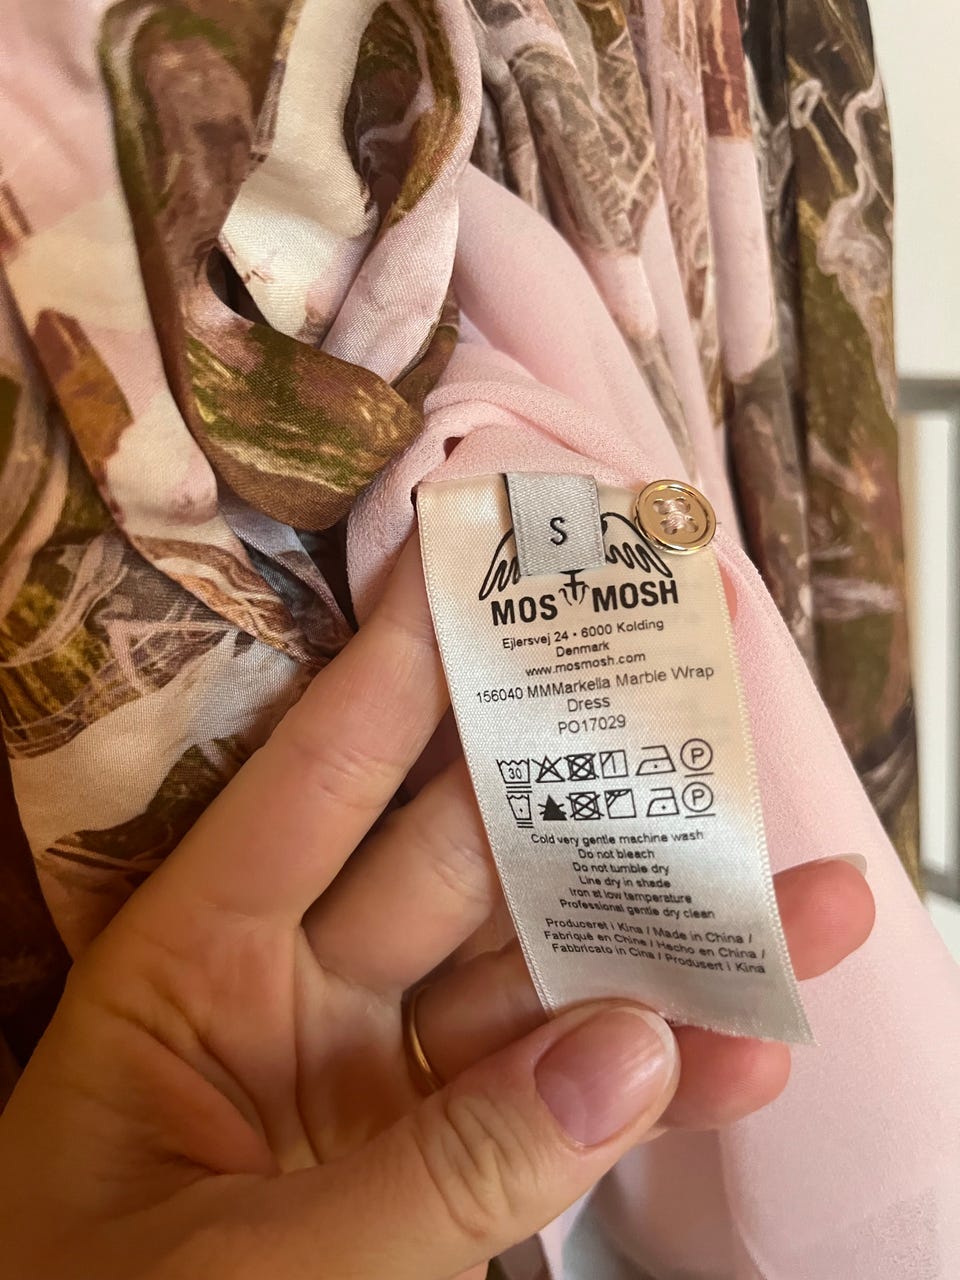 S
MOS MOSH
Ejlersvej 24 • 6000 Kolding
Denmark
www.mosmosh.com
156040 MMMarkella Marble Wrap
Dress
PO17029
30
P
P
Cold very gentle machine wash
Do not bleach
Do not tumble dry
Line dry in shade
Iron at low temperature
Professional gentle dry clean
Produceret i Kina / Made in China /
Fabriqué en Chine / Hecho en China /
Fabbricato in Cina / Produsert i Kina